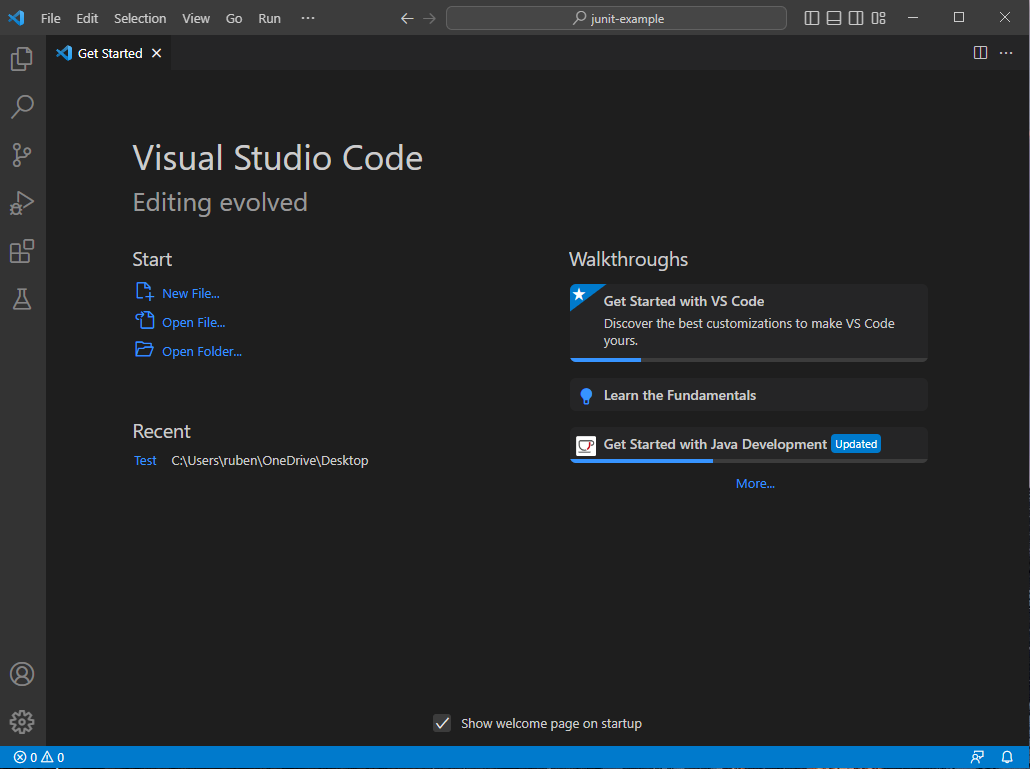 File Edit Selection View Go Run ··· junit-example
Get Started
Visual Studio Code
Editing evolved
Start
New File...
Open File...
Open Folder...
Recent
Test C:\Users\ruben\OneDrive\Desktop
Walkthroughs
Get Started with VS Code
Discover the best customizations to make VS Code
yours.
Learn the Fundamentals
Get Started with Java Development Updated
More...
Show welcome page on startup
0 0